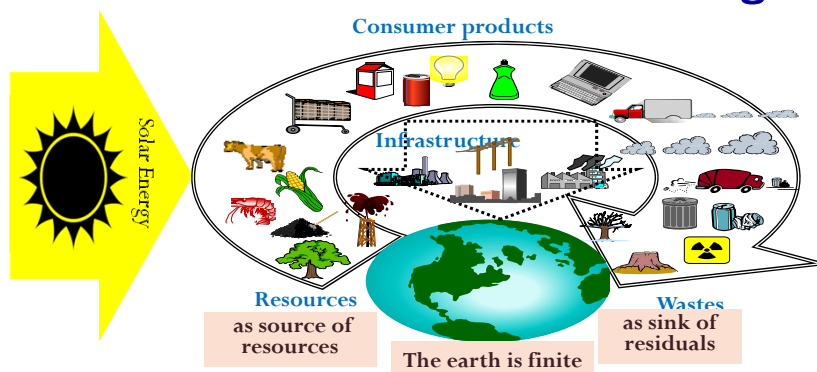 Consumer products
Solar Energy
Infrastructure
Resources
Wastes
as source of
resources
as sink of
residuals
The earth is finite